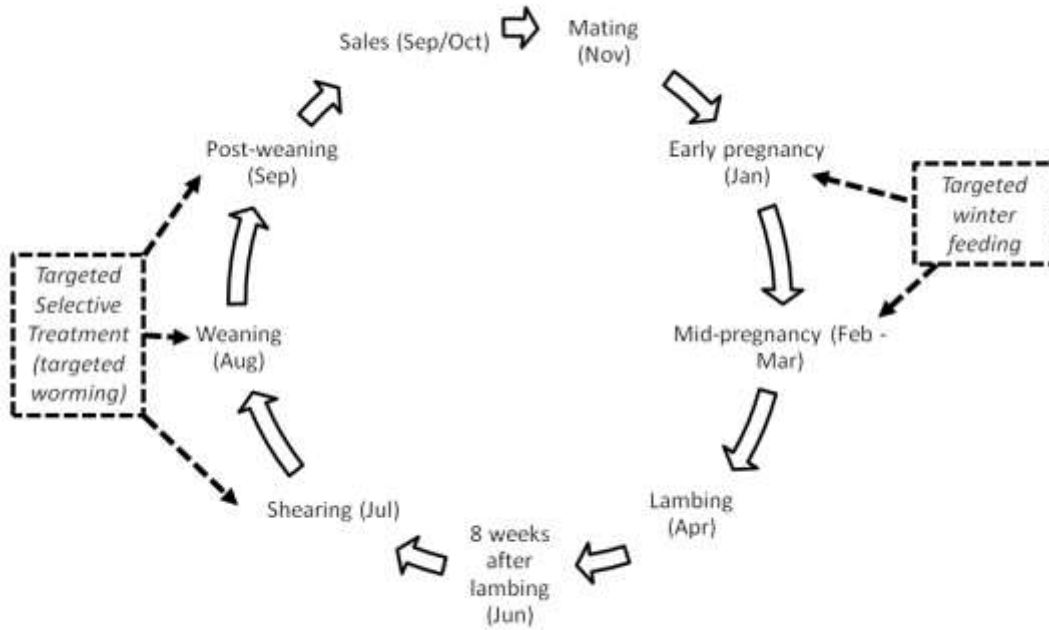 Sales (Sep/Oct)
Mating
(Nov)
Early pregnancy
(Jan)
Targeted
winter
feeding
Mid-pregnancy (Feb -
Mar)
Lambing
(Apr)
8 weeks
after
lambing
(Jun)
Shearing (Jul)
Weaning
(Aug)
Post-weaning
(Sep)
Targeted
Selective
Treatment
(targeted
worming)